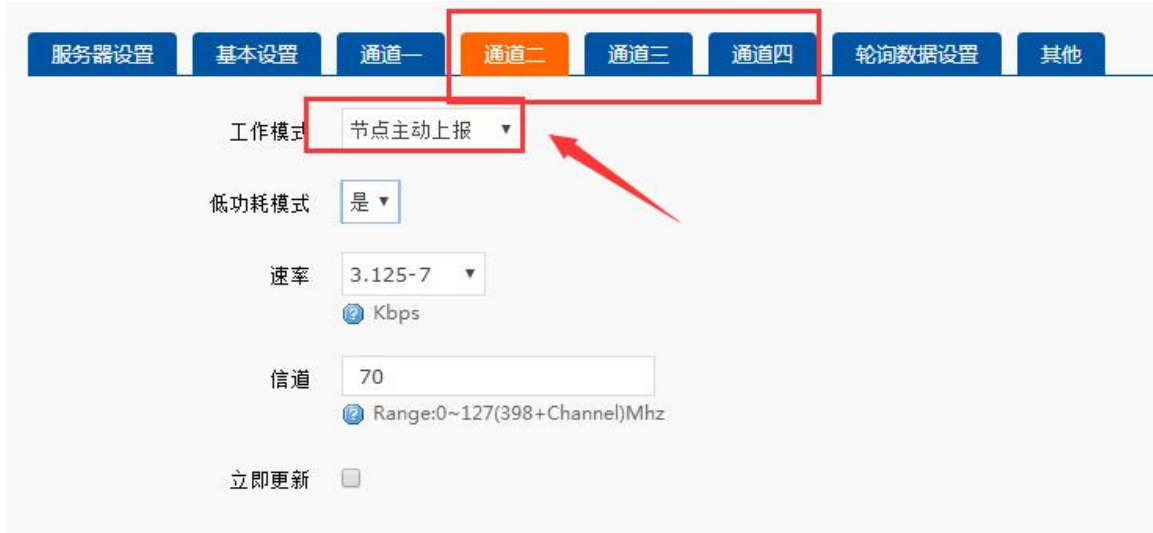 服务器设置 基本设置 通道一 通道二 通道三 通道四 轮询数据设置 其他
工作模式 节点主动上报
低功耗模式 是
速率 3.125-7
Kbps
信道 70
Range:0~127(398+Channel)Mhz
立即更新